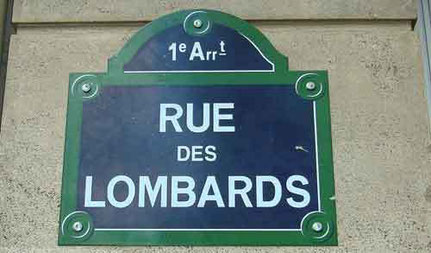 1e Arrt
RUE
DES
LOMBARDS